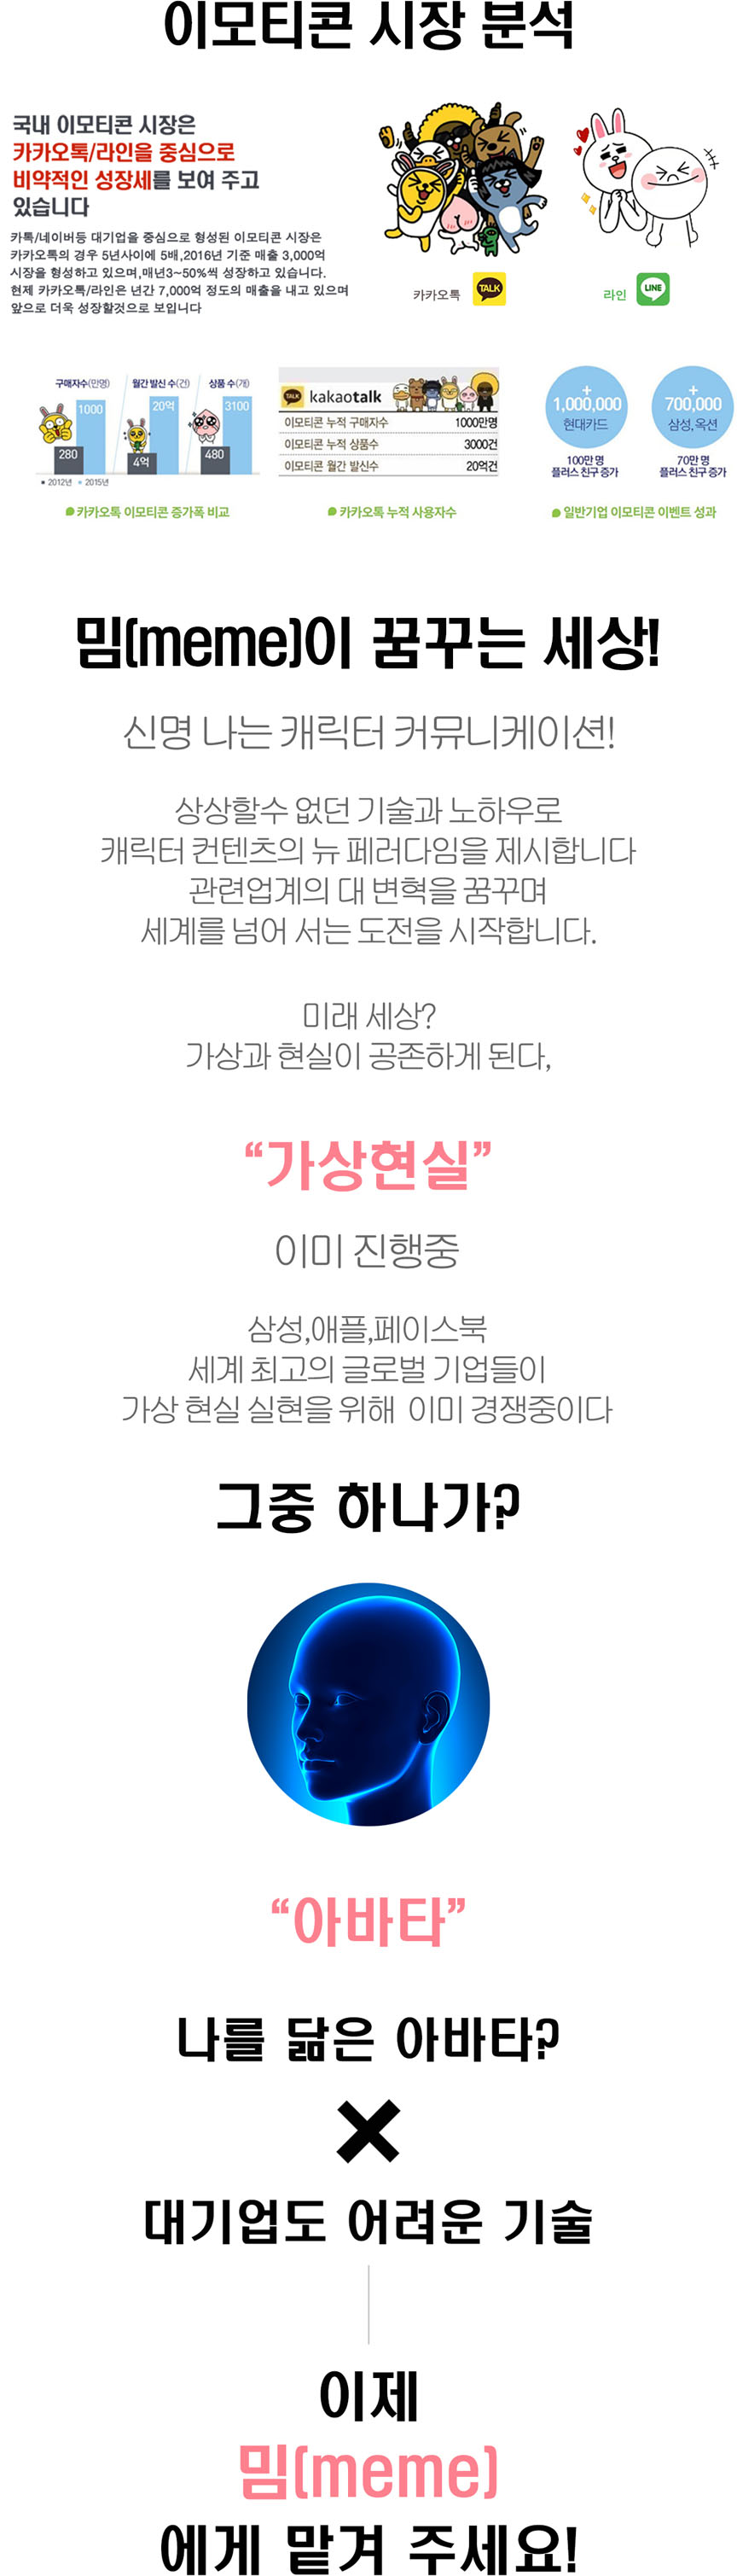 이모티콘 시장 분석
국내 이모티콘 시장은
카카오톡/라인을 중심으로
비약적인 성장세를 보여 주고
있습니다
카톡/네이버등 대기업을 중심으로 형성된 이모티콘 시장은
카카오톡의 경우 5년사이에 5배,2016년 기준 매출 3,000억
시장을 형성하고 있으며,매년3~50%씩 성장하고 있습니다.
현제 카카오톡/라인은 년간 7,000억 정도의 매출을 내고 있으며
앞으로 더욱 성장할것으로 보입니다
카카오톡 TALK
라인 LINE
구매자수(만명) 월간 발신 수(건) 상품 수(개)
1000 20억 3100
280 4억 480
2012년 2015년
카카오톡 이모티콘 증가폭 비교
TALK kakaotalk
이모티콘 누적 구매자수 1000만명
이모티콘 누적 상품수 3000건
이모티콘 월간 발신수 20억건
카카오톡 누적 사용자수
+
1,000,000
현대카드
100만 명
플러스 친구 증가
+
700,000
삼성,옥션
70만 명
플러스 친구 증가
일반기업 이모티콘 이벤트 성과
밈(meme)이 꿈꾸는 세상!
신명 나는 캐릭터 커뮤니케이션!
상상할수 없던 기술과 노하우로
캐릭터 컨텐츠의 뉴 페러다임을 제시합니다
관련업계의 대 변혁을 꿈꾸며
세계를 넘어 서는 도전을 시작합니다.
미래 세상?
가상과 현실이 공존하게 된다,
“가상현실”
이미 진행중
삼성,애플,페이스북
세계 최고의 글로벌 기업들이
가상 현실 실현을 위해 이미 경쟁중이다
그중 하나가?
“아바타”
나를 닮은 아바타?
대기업도 어려운 기술
이제
밈(meme)
에게 맡겨 주세요!